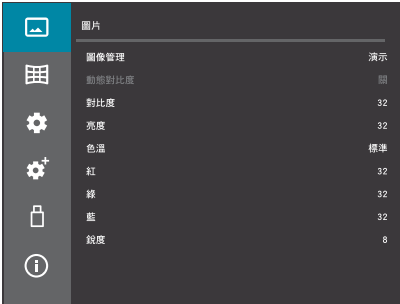 圖片
圖像管理 演示
動態對比度 關
對比度 32
亮度 32
色溫 標準
紅 32
綠 32
藍 32
銳度 8